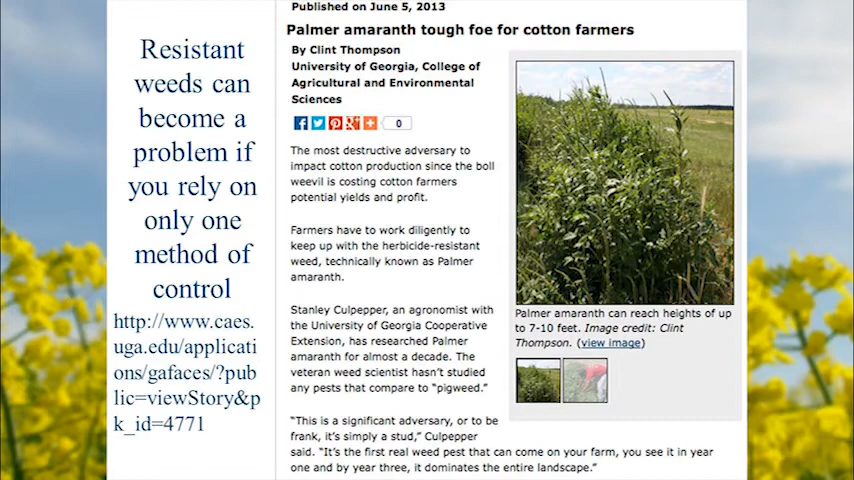 Resistant
weeds can
become a
problem if
you rely on
only one
method of
control
http://www.caes.
uga.edu/applicati
ons/gafaces/?pub
lic=viewStory&p
k_id=4771
Published on June 5, 2013
Palmer amaranth tough foe for cotton farmers
By Clint Thompson
University of Georgia, College of
Agricultural and Environmental
Sciences
0
The most destructive adversary to
impact cotton production since the boll
weevil is costing cotton farmers
potential yields and profit.
Farmers have to work diligently to
keep up with the herbicide-resistant
weed, technically known as Palmer
amaranth.
Stanley Culpepper, an agronomist with
the University of Georgia Cooperative
Extension, has researched Palmer
amaranth for almost a decade. The
veteran weed scientist hasn't studied
any pests that compare to “pigweed.”
“This is a significant adversary, or to be
frank, it's simply a stud,” Culpepper
said. “It's the first real weed pest that can come on your farm, you see it in year
one and by year three, it dominates the entire landscape.”
Palmer amaranth can reach heights of up
to 7-10 feet. Image credit: Clint
Thompson. (view image)